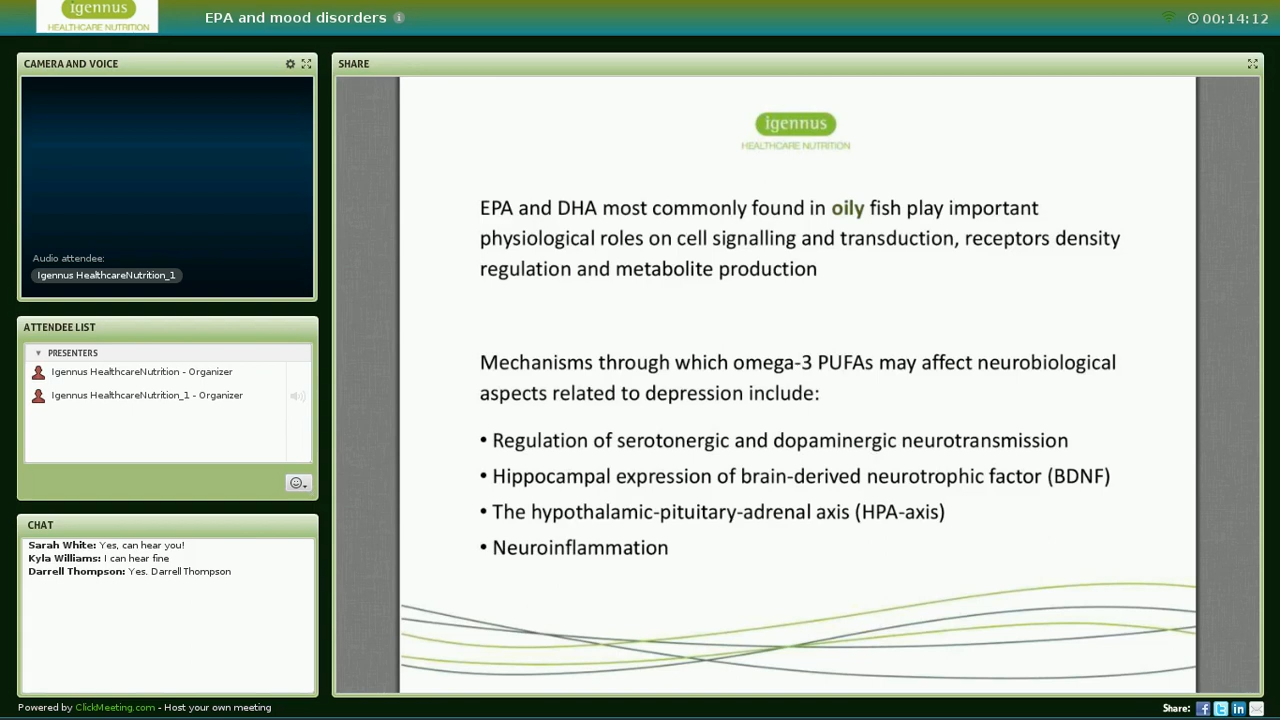 igennus
HEALTHCARE NUTRITION
EPA and mood disorders
00:14:12
CAMERA AND VOICE
Audio attendee:
Igennus HealthcareNutrition_1
ATTENDEE LIST
PRESENTERS
Igennus HealthcareNutrition - Organizer
Igennus HealthcareNutrition_1 - Organizer
CHAT
Sarah White: Yes, can hear you!
Kyla Williams: I can hear fine
Darrell Thompson: Yes. Darrell Thompson
SHARE
igennus
HEALTHCARE NUTRITION
EPA and DHA most commonly found in oily fish play important
physiological roles on cell signalling and transduction, receptors density
regulation and metabolite production
Mechanisms through which omega-3 PUFAs may affect neurobiological
aspects related to depression include:
• Regulation of serotonergic and dopaminergic neurotransmission
• Hippocampal expression of brain-derived neurotrophic factor (BDNF)
• The hypothalamic-pituitary-adrenal axis (HPA-axis)
• Neuroinflammation
Powered by ClickMeeting.com - Host your own meeting
Share: